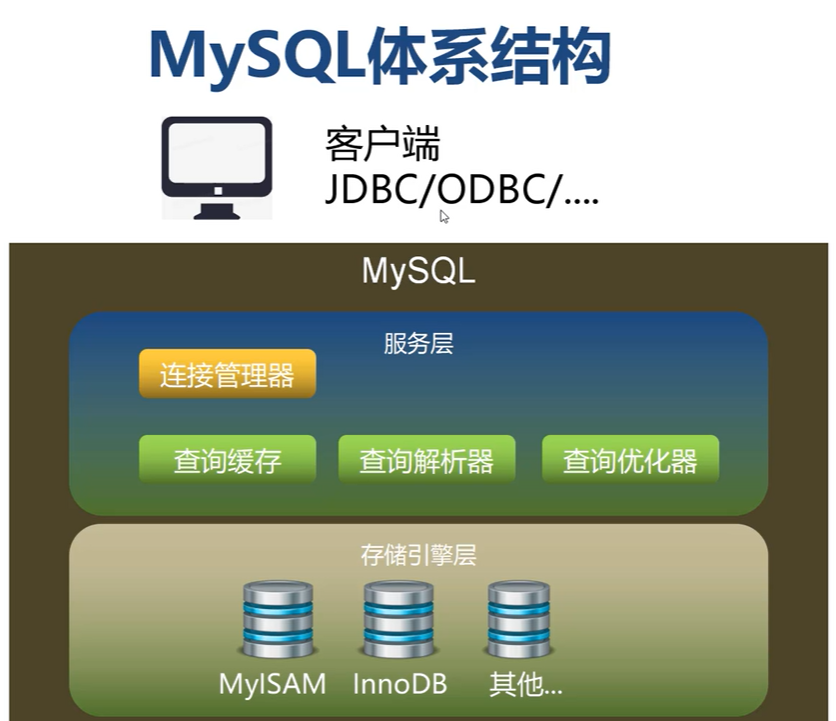 MySQL体系结构
客户端
JDBC/ODBC/....
MySQL
服务层
连接管理器
查询缓存 查询解析器 查询优化器
存储引擎层
MyISAM InnoDB 其他...